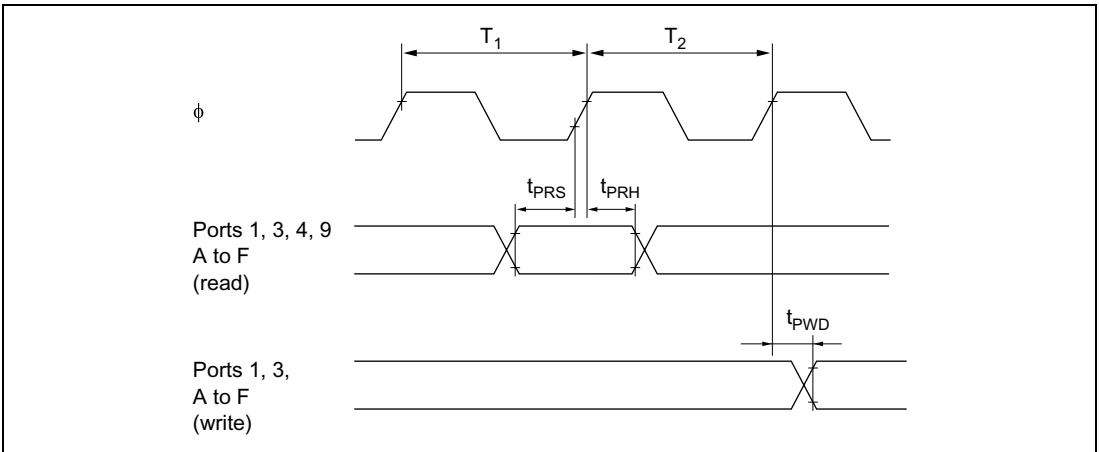 T1 T2
ϕ
tPRS tPRH
Ports 1, 3, 4, 9
A to F
(read)
tPWD
Ports 1, 3,
A to F
(write)